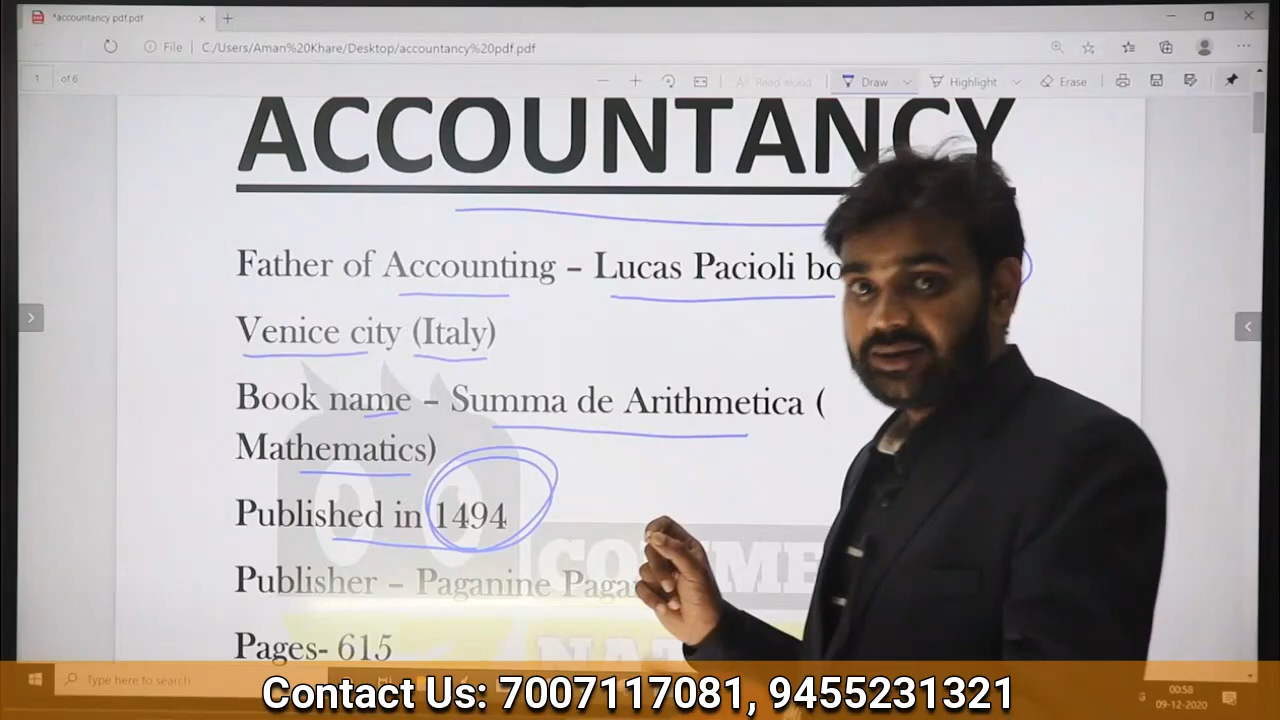 *accountancy pdf.pdf
File C:/Users/Aman%20Khare/Desktop/accountancy%20pdf.pdf
1 of 6 Read aloud Draw Highlight Erase
ACCOUNTANCY
Father of Accounting – Lucas Pacioli
Venice city (Italy)
Book name – Summa de Arithmetica (
Mathematics)
Published in 1494
Publisher – Paganine
Pages- 615
Type here to search
00:58
09-12-2020
Contact Us: 7007117081, 9455231321